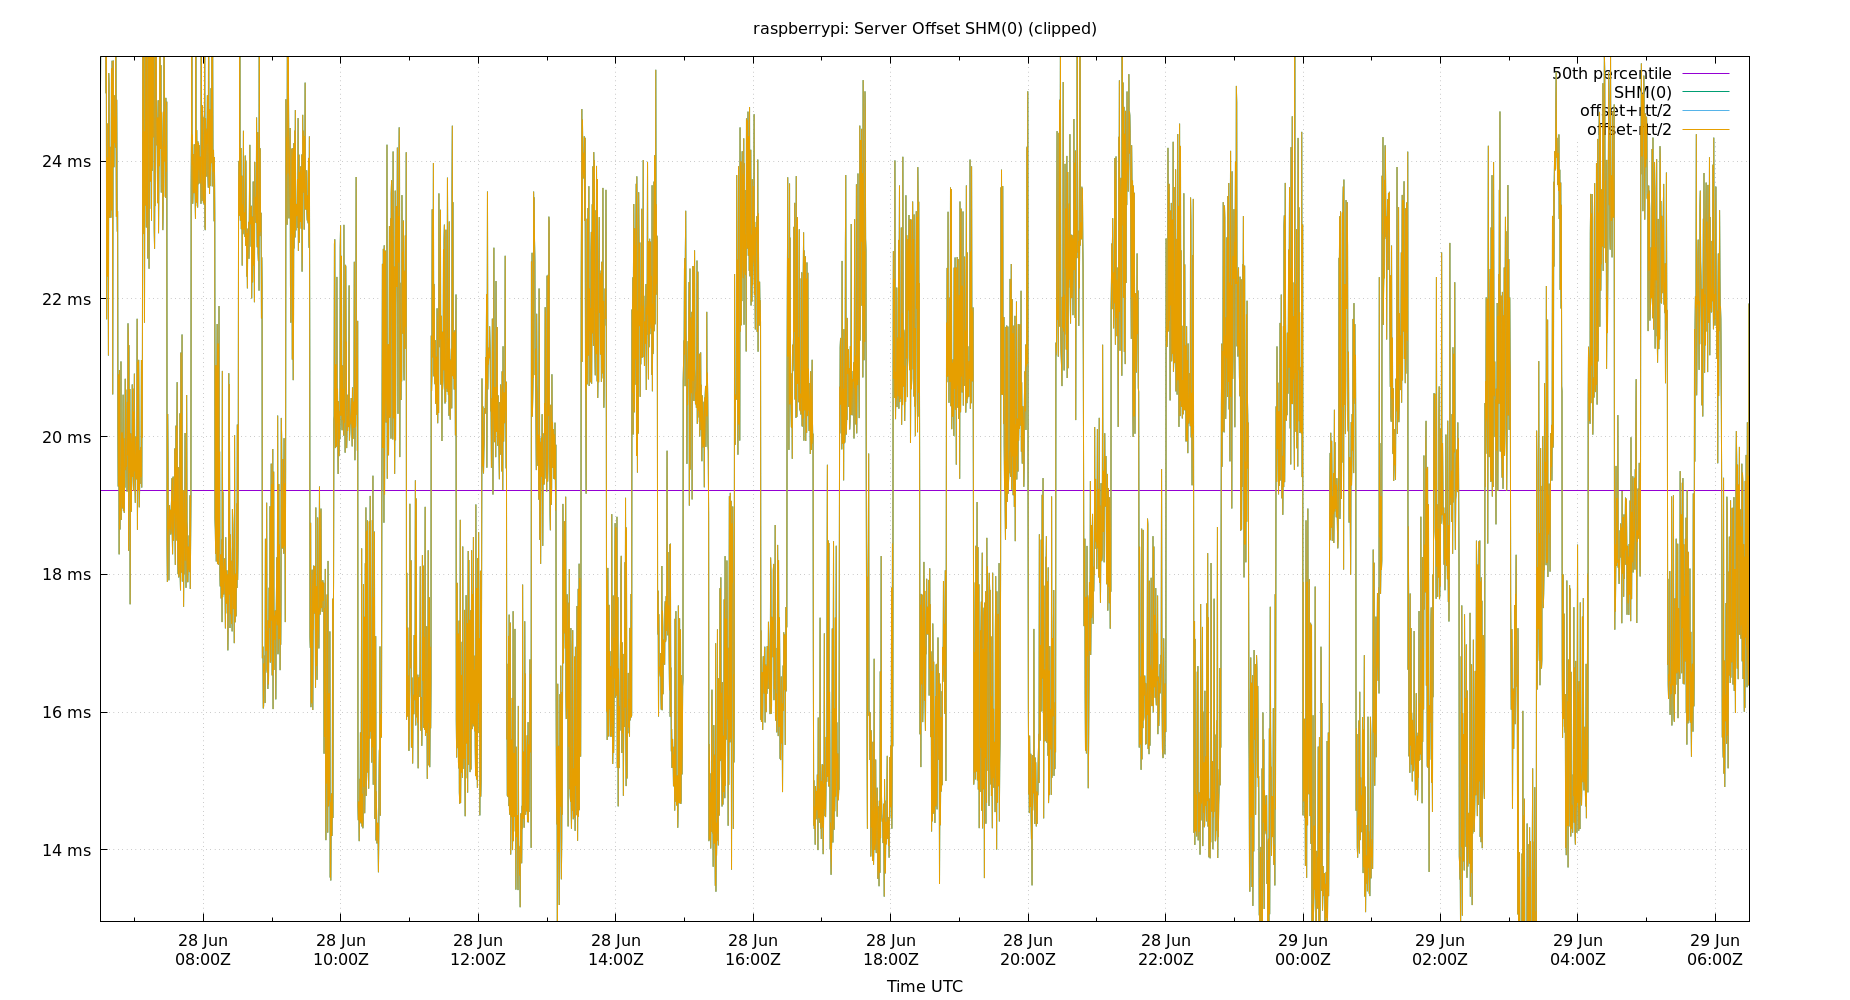 raspberrypi: Server Offset SHM(0) (clipped)
50th percentile
SHM(0)
offset+rtt/2
offset-rtt/2
24 ms
22 ms
20 ms
18 ms
16 ms
14 ms
28 Jun 28 Jun 28 Jun 28 Jun 28 Jun 28 Jun 28 Jun 28 Jun 29 Jun 29 Jun 29 Jun 29 Jun
08:00Z 10:00Z 12:00Z 14:00Z 16:00Z 18:00Z 20:00Z 22:00Z 00:00Z 02:00Z 04:00Z 06:00Z
Time UTC